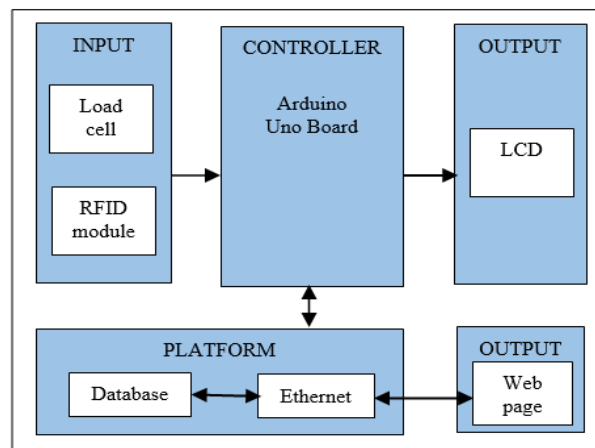 INPUT
Load
cell
RFID
module
CONTROLLER
Arduino
Uno Board
OUTPUT
LCD
PLATFORM
Database
Ethernet
OUTPUT
Web
page